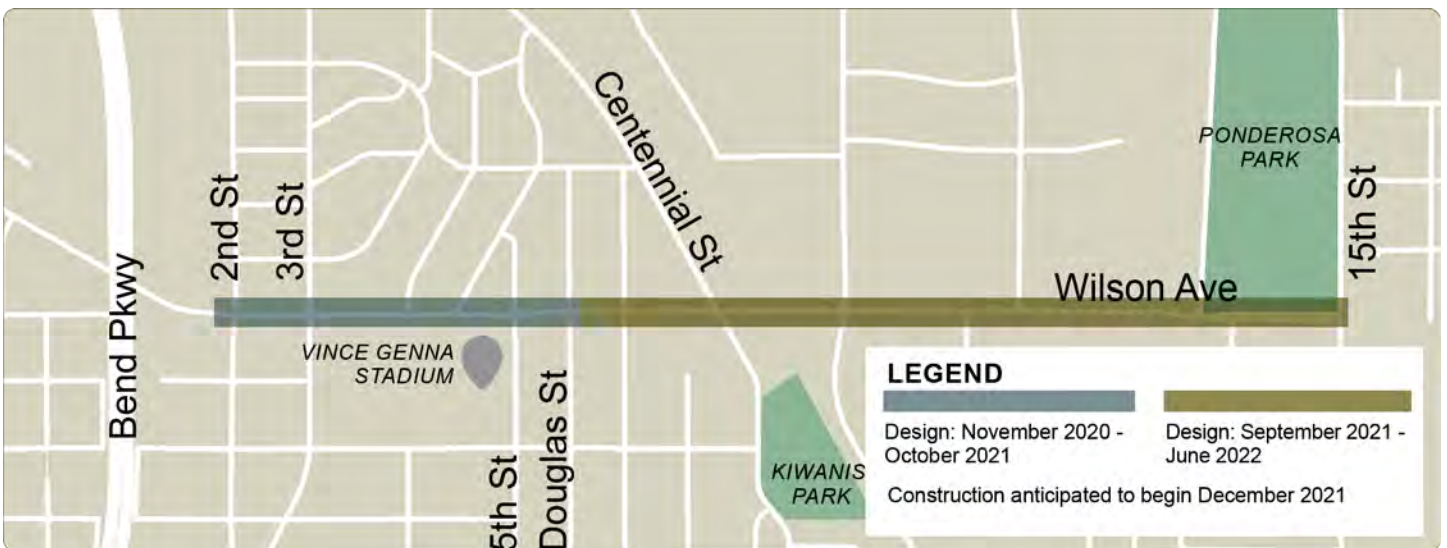 Centennial St
PONDEROSA
PARK
2nd St
3rd St
15th St
Bend Pkwy
Wilson Ave
VINCE GENNA
STADIUM
5th St
Douglas St
KIWANIS
PARK
LEGEND
Design: November 2020 -
October 2021
Design: September 2021 -
June 2022
Construction anticipated to begin December 2021